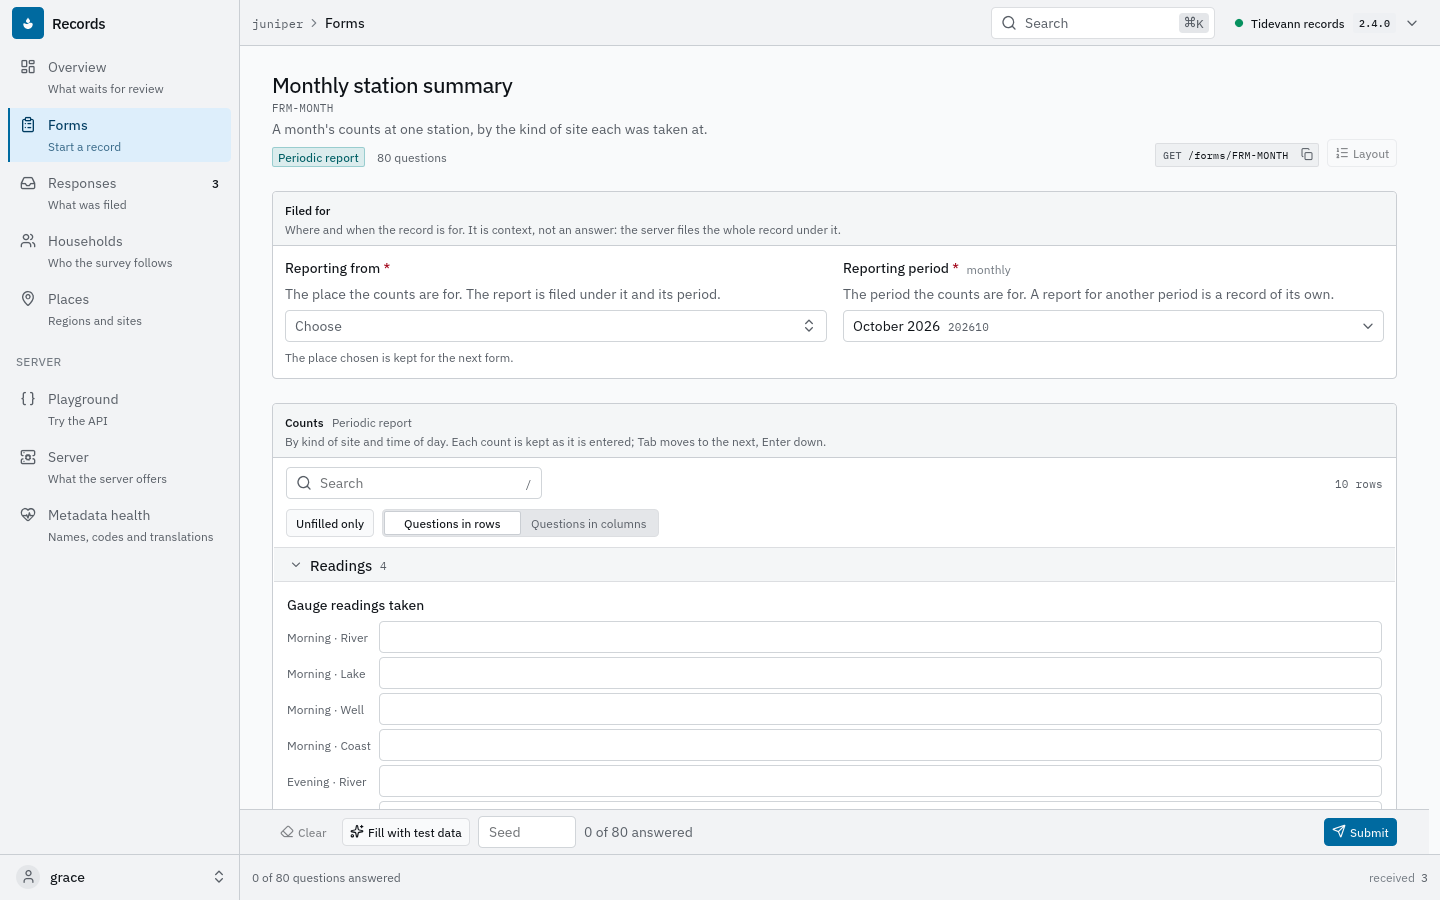 Records
juniper
Forms
Search
⌘K
Tidevann records
2.4.0
Overview
What waits for review
Forms
Start a record
Responses
3
What was filed
Households
Who the survey follows
Places
Regions and sites
SERVER
Playground
Try the API
Server
What the server offers
Metadata health
Names, codes and translations
grace
Monthly station summary
FRM-MONTH
A month's counts at one station, by the kind of site each was taken at.
Periodic report
80 questions
GET /forms/FRM-MONTH
Layout
Filed for
Where and when the record is for. It is context, not an answer: the server files the whole record under it.
Reporting from *
The place the counts are for. The report is filed under it and its period.
Choose
The place chosen is kept for the next form.
Reporting period * monthly
The period the counts are for. A report for another period is a record of its own.
October 2026 202610
Counts Periodic report
By kind of site and time of day. Each count is kept as it is entered; Tab moves to the next, Enter down.
Search
/
10 rows
Unfilled only
Questions in rows
Questions in columns
Readings 4
Gauge readings taken
Morning · River
Morning · Lake
Morning · Well
Morning · Coast
Evening · River
Clear
Fill with test data
Seed
0 of 80 answered
Submit
0 of 80 questions answered
received 3